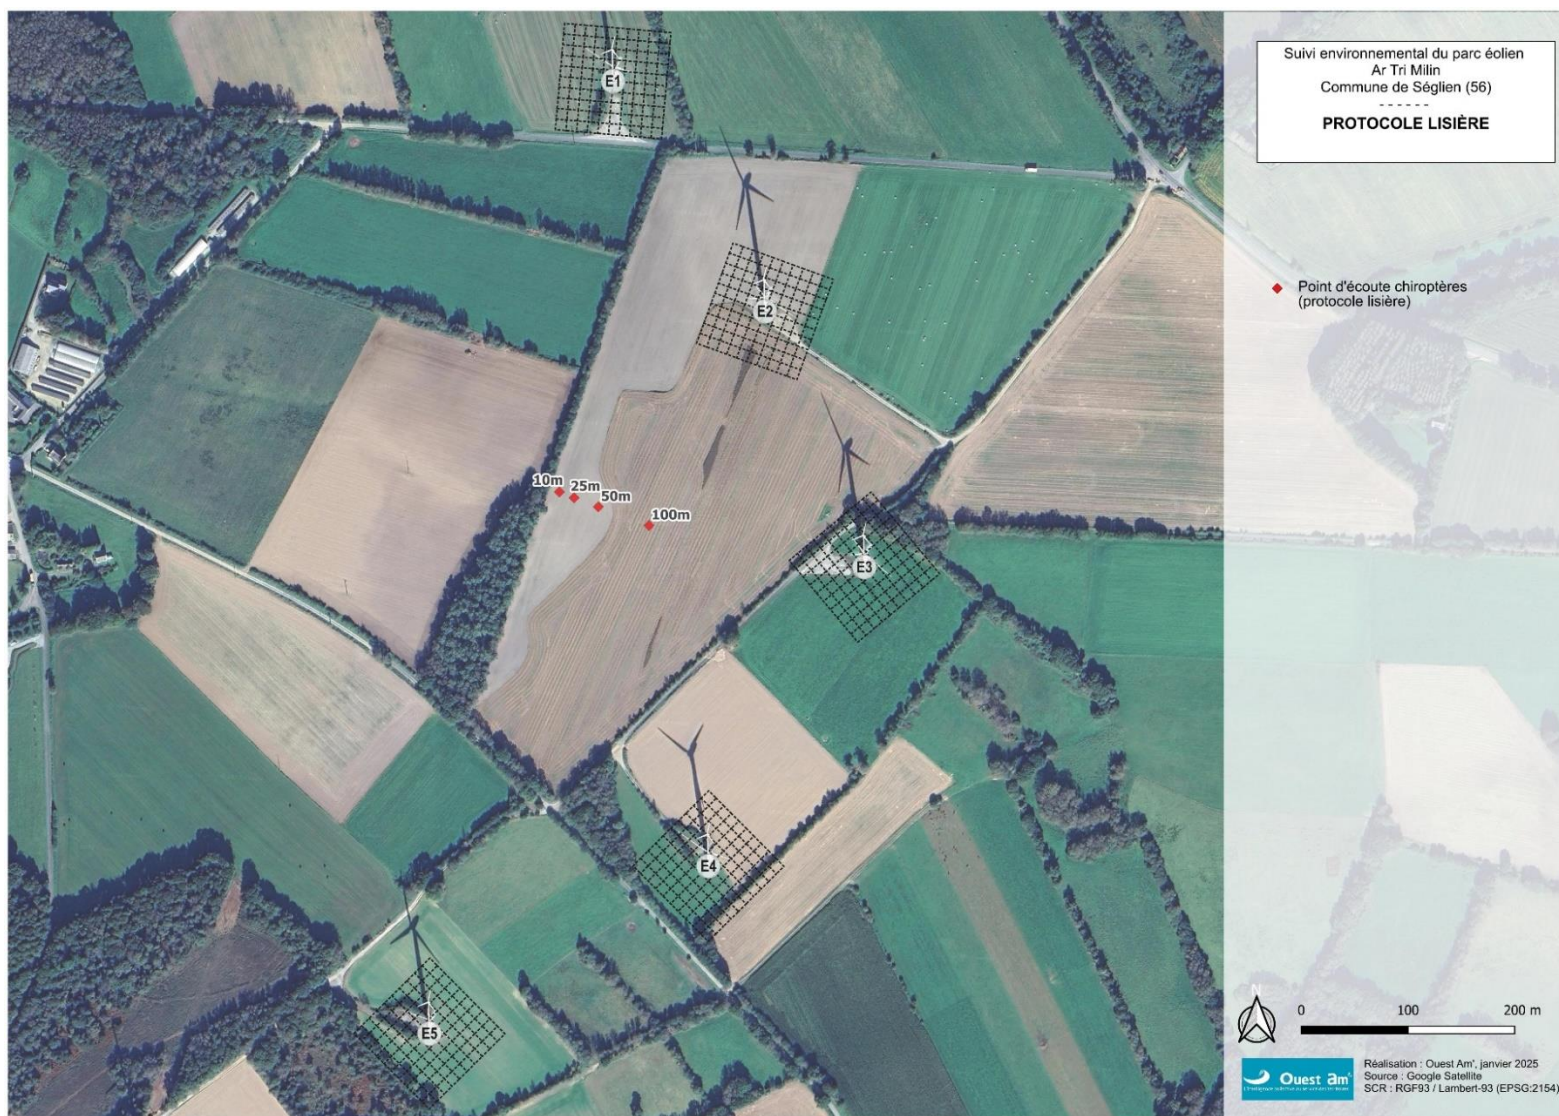 Suivi environnemental du parc éolien
Ar Tri Milin
Commune de Séglien (56)
------
PROTOCOLE LISIÈRE
Point d'écoute chiroptères
(protocole lisière)
E1
E2
10m
25m
50m
100m
E3
E4
E5
N
0 100 200 m
Ouest am'
Réalisation : Ouest Am', janvier 2025
Source : Google Satellite
SCR : RGF93 / Lambert-93 (EPSG:2154)